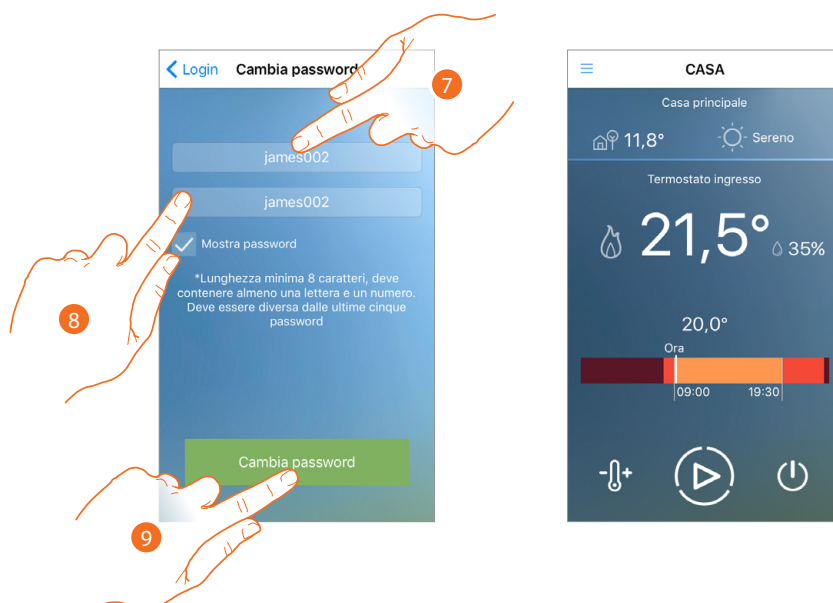 Login Cambia password
7
james002
james002
Mostra password
*Lunghezza minima 8 caratteri, deve
contenere almeno una lettera e un numero.
Deve essere diversa dalle ultime cinque
password
8
Cambia password
9
CASA
Casa principale
11,8° Sereno
Termostato ingresso
21,5° 35%
20,0°
Ora
09:00 19:30